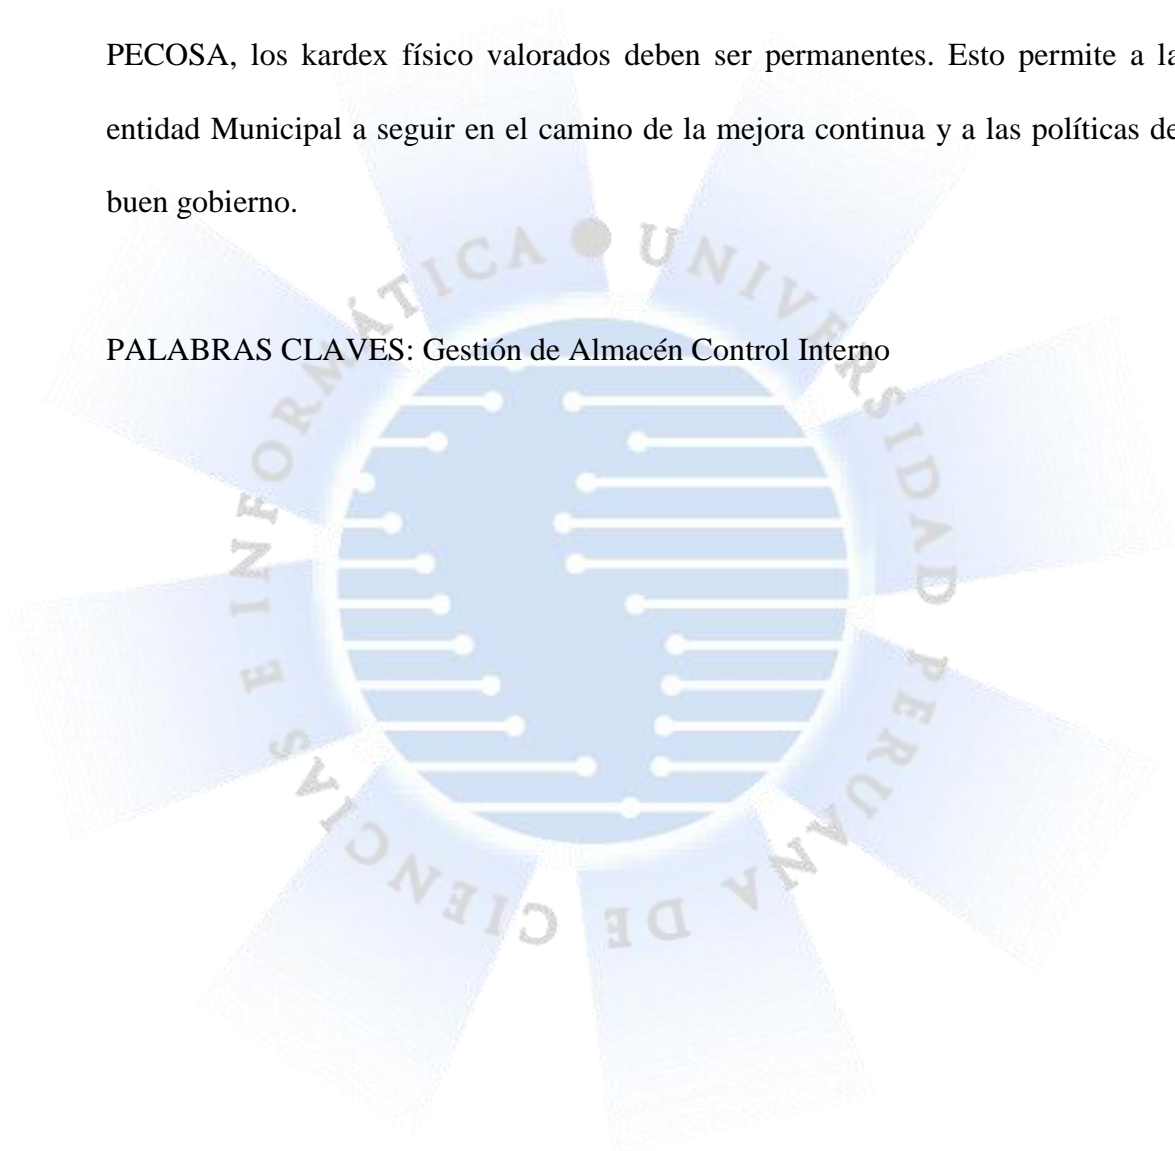 PECOSA, los kardex físico valorados deben ser permanentes. Esto permite a la
entidad Municipal a seguir en el camino de la mejora continua y a las políticas de
buen gobierno.
PALABRAS CLAVES: Gestión de Almacén Control Interno
UNIVERSIDAD PERUANA DE CIENCIAS E INFORMÁTICA